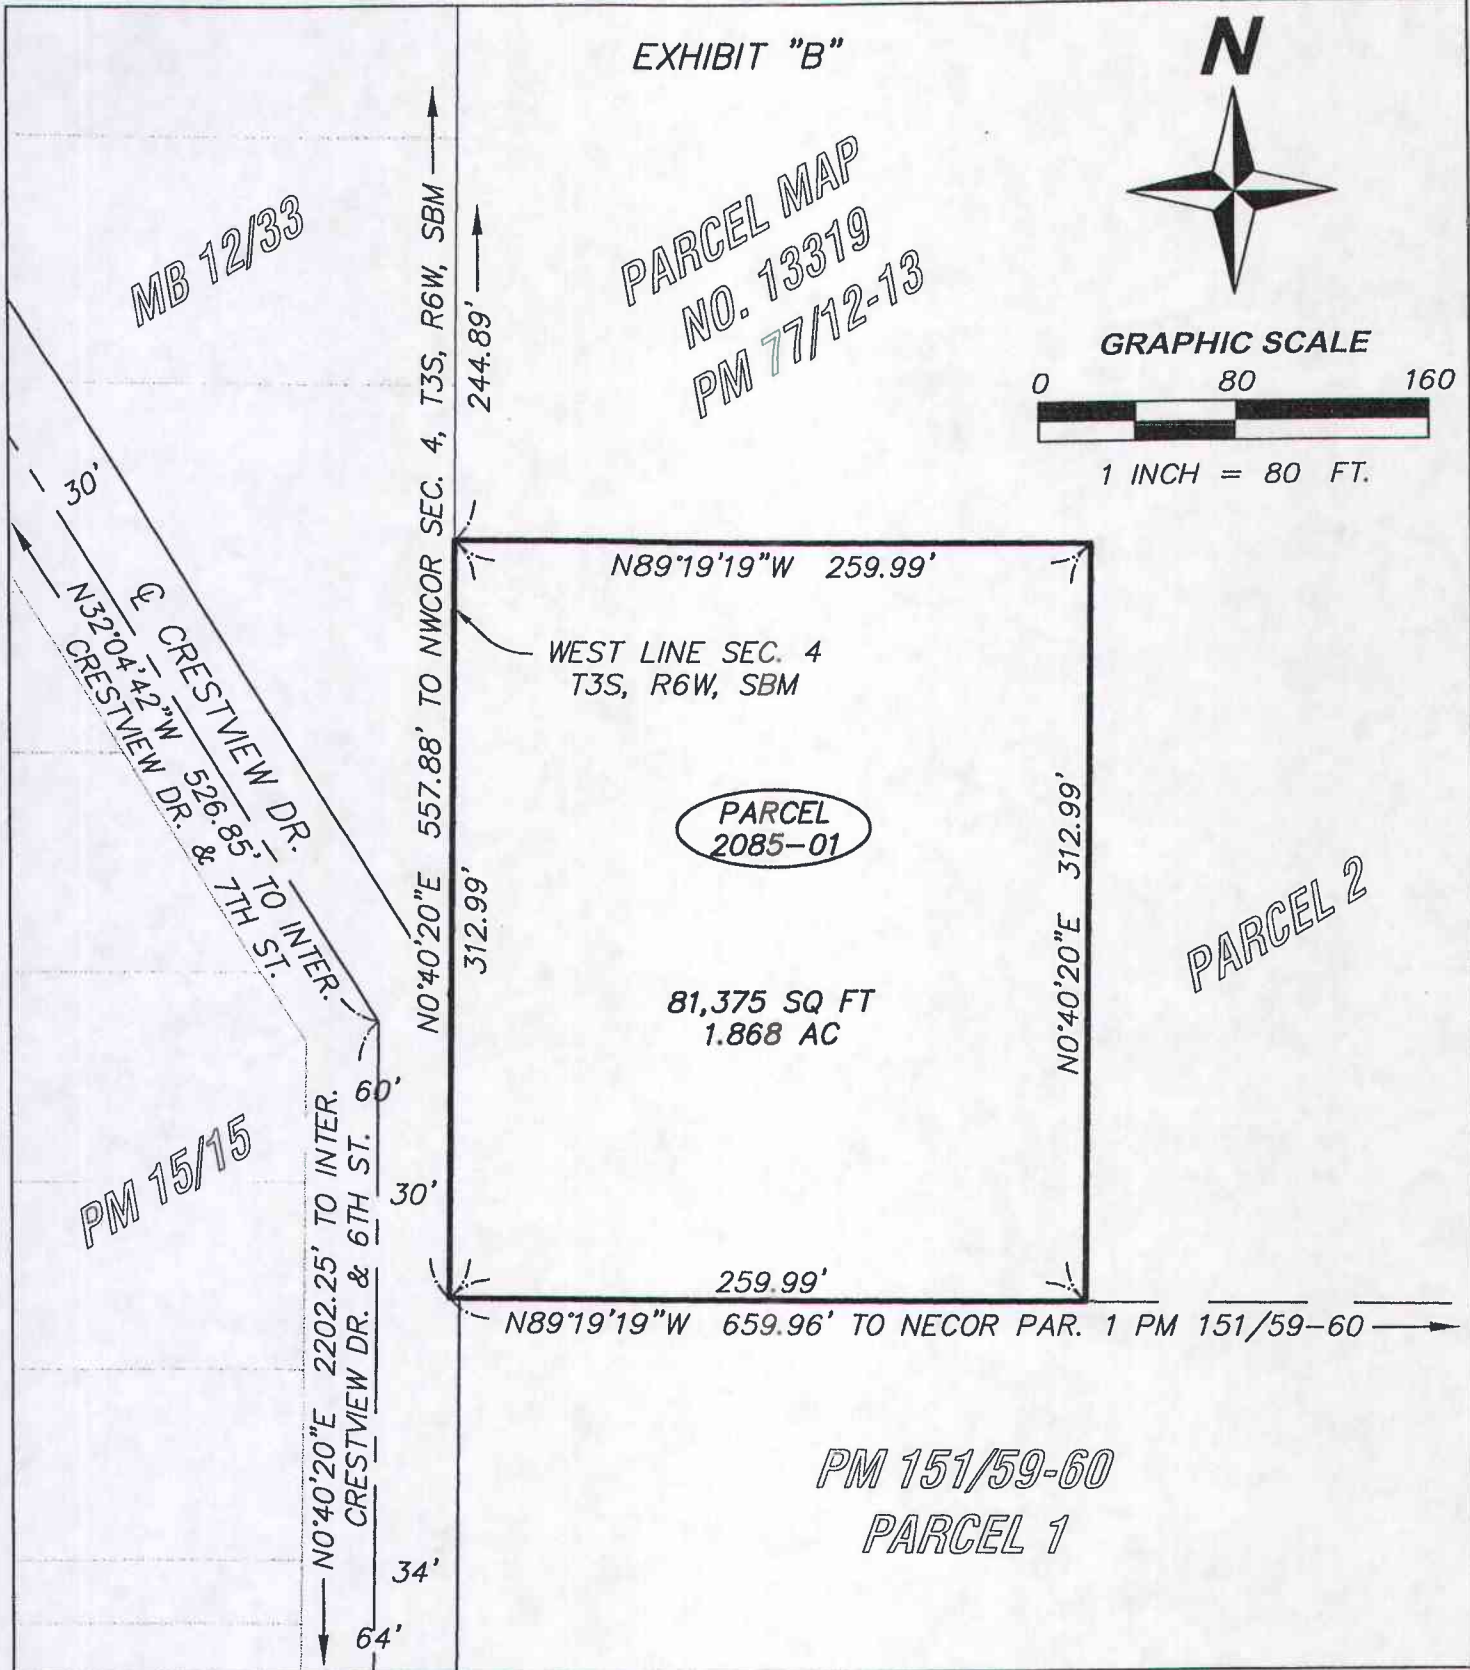 EXHIBIT "B"
N
MB 12/33
PARCEL MAP
NO. 13319
PM 77/12-13
GRAPHIC SCALE
0 80 160
1 INCH = 80 FT.
N0°40'20"E 557.88' TO NWCOR SEC. 4, T3S, R6W, SBM
244.89'
30'
℄ CRESTVIEW DR.
N32°04'42"W 526.85' TO INTER.
CRESTVIEW DR. & 7TH ST.
N89°19'19"W 259.99'
WEST LINE SEC. 4
T3S, R6W, SBM
PARCEL
2085-01
312.99'
N0°40'20"E 312.99'
81,375 SQ FT
1.868 AC
PARCEL 2
PM 15/15
60'
30'
N0°40'20"E 2202.25' TO INTER.
CRESTVIEW DR. & 6TH ST.
259.99'
N89°19'19"W 659.96' TO NECOR PAR. 1 PM 151/59-60
PM 151/59-60
PARCEL 1
34'
64'